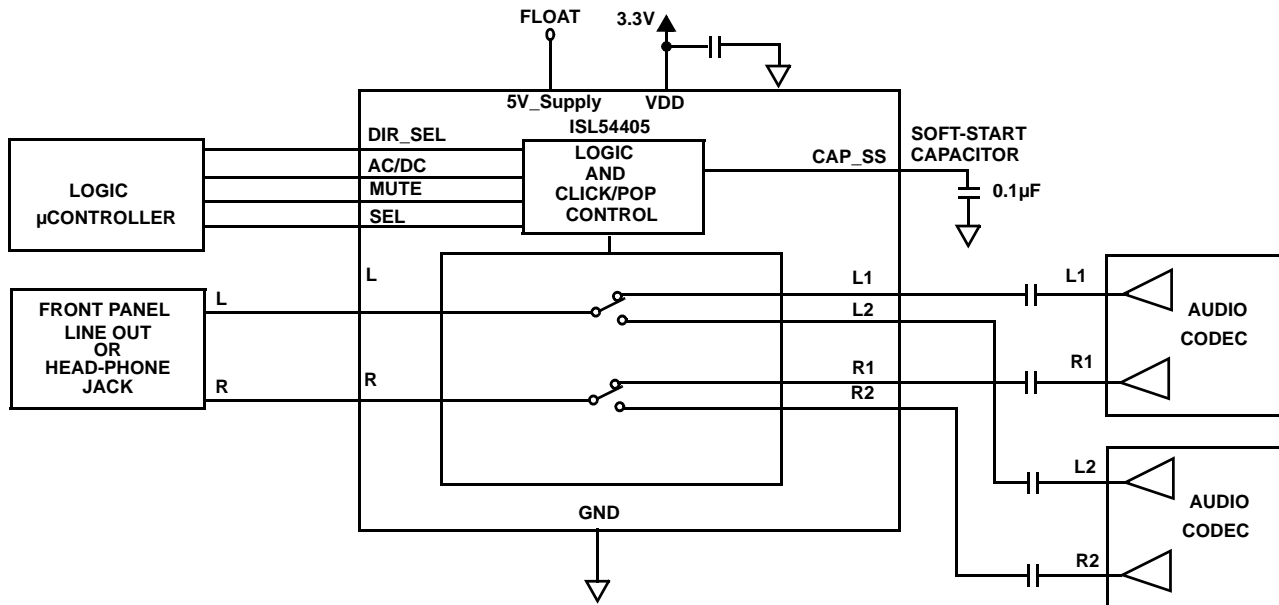 FLOAT
3.3V
5V_Supply
VDD
ISL54405
DIR_SEL
AC/DC
MUTE
SEL
LOGIC
AND
CLICK/POP
CONTROL
CAP_SS
SOFT-START
CAPACITOR
0.1µF
LOGIC
µCONTROLLER
FRONT PANEL
LINE OUT
OR
HEAD-PHONE
JACK
L
R
L
R
L1
L2
R1
R2
L1
R1
AUDIO
CODEC
L2
R2
AUDIO
CODEC
GND